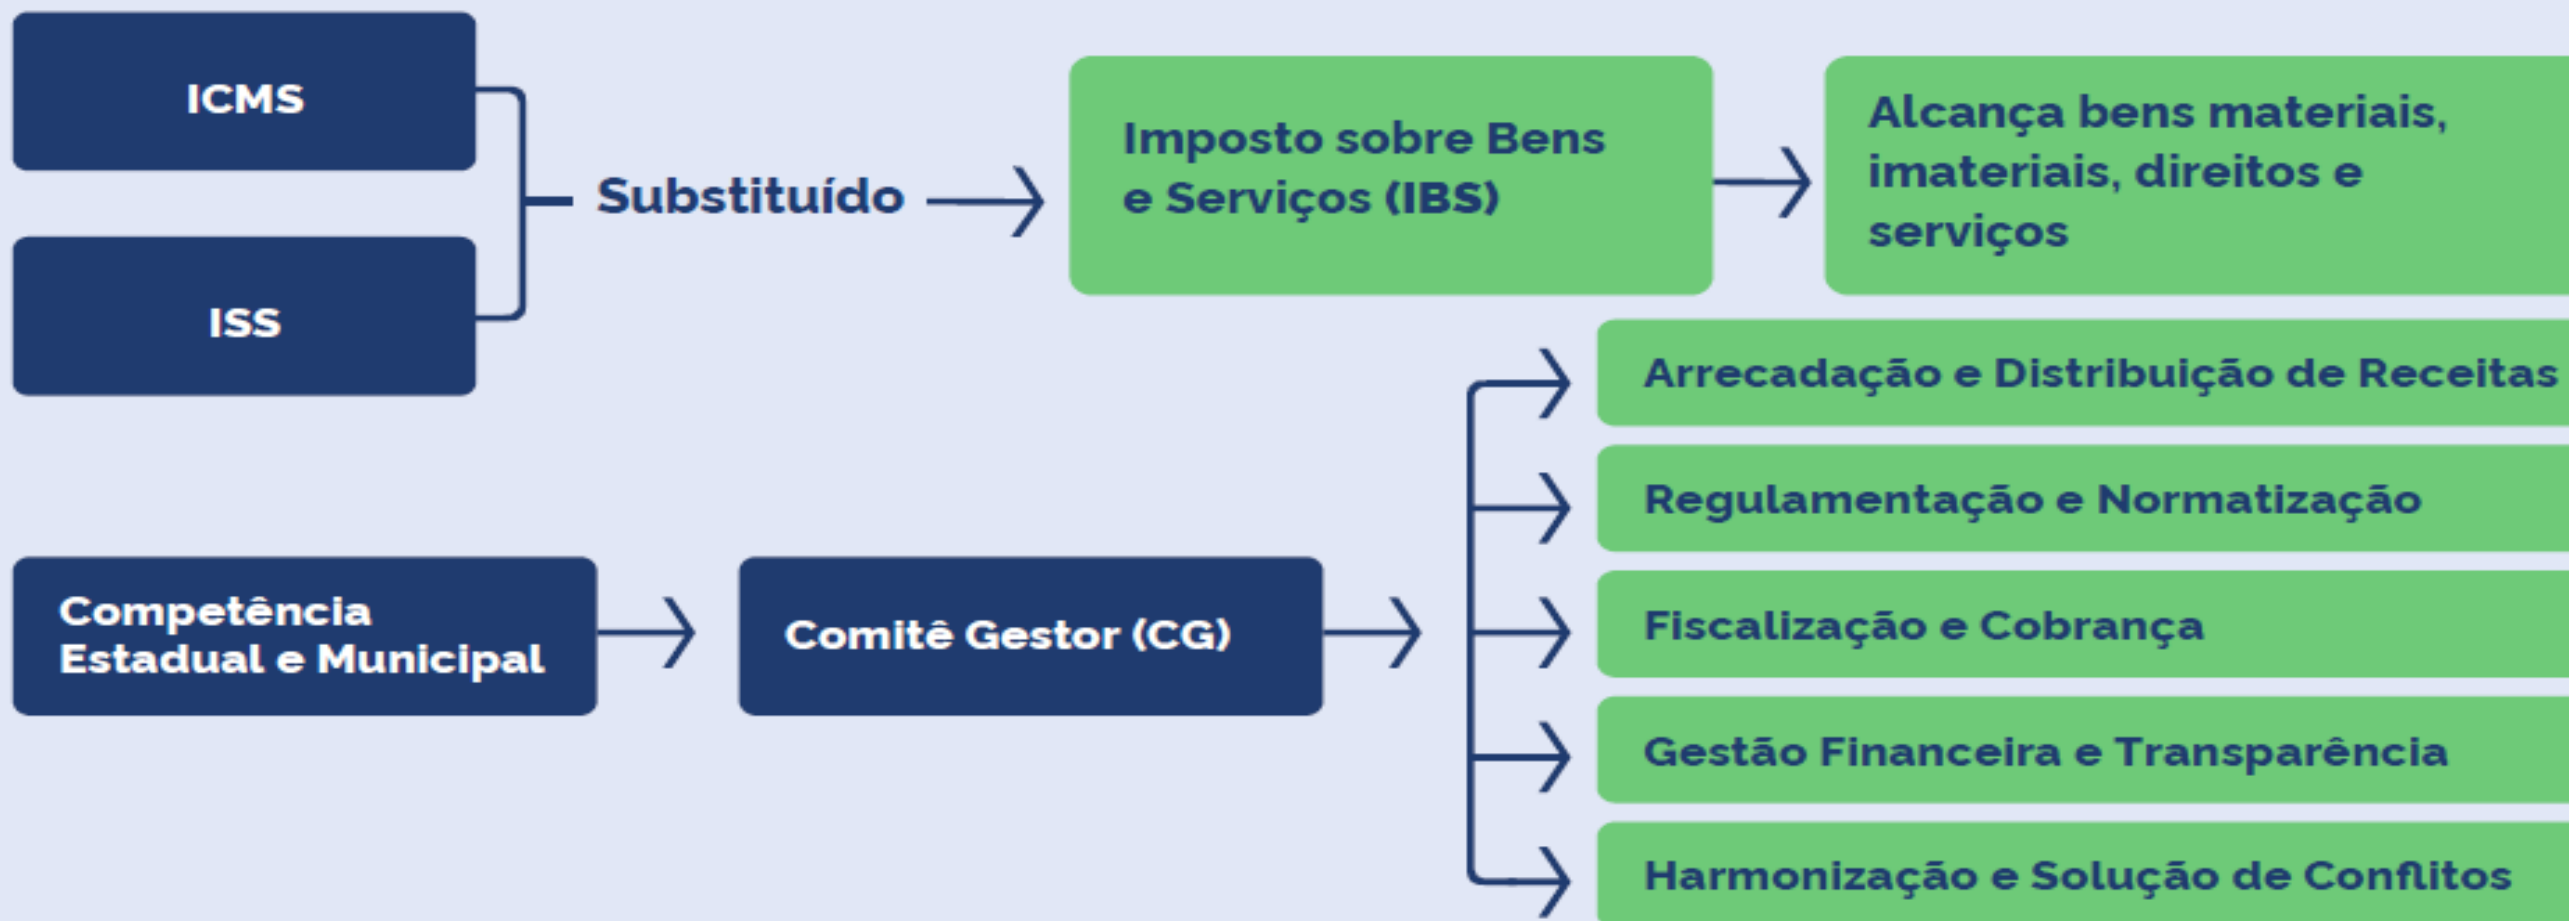 ICMS
ISS
Substituído
Imposto sobre Bens
e Serviços (IBS)
Alcança bens materiais,
imateriais, direitos e
serviços
Competência
Estadual e Municipal
Comitê Gestor (CG)
Arrecadação e Distribuição de Receitas
Regulamentação e Normatização
Fiscalização e Cobrança
Gestão Financeira e Transparência
Harmonização e Solução de Conflitos